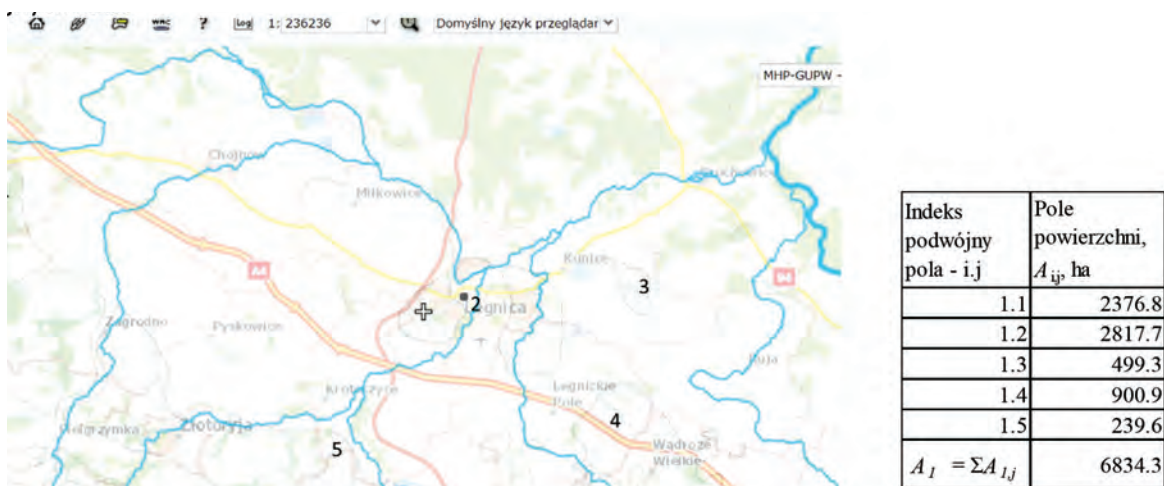 Log 1: 236236 Domyślny język przeglądar
MHP-GUPW -
Chojnów
Miłkowice
Kunice
A4
94
3
2
Legnica
Zagrodno
Pyskowice
Ruja
Krotoszyce
Legnickie
Pole
4
Pielgrzymka
Złotoryja
5
Wądroże
Wielkie
Indeks podwójny pola - i.j | Pole powierzchni, A ij, ha
1.1 2376.8
1.2 2817.7
1.3 499.3
1.4 900.9
1.5 239.6
A 1 = ΣA 1,j 6834.3